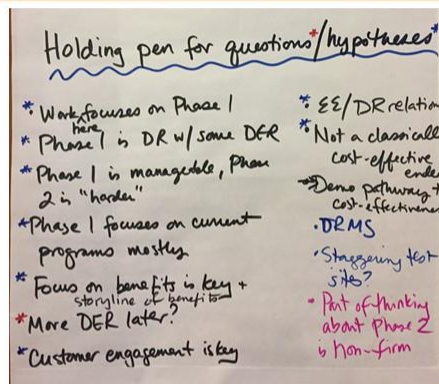 Holding pen for questions*/hypotheses*
* Work here focuses on Phase 1
* Phase 1 is DR w/ some DER
* Phase 1 is manageable, Phase
2 is "harder"
* Phase 1 focuses on current
programs mostly
* Focus on benefits is key +
storyline of benefits
* More DER later?
* Customer engagement is key
* EE/DR relation
* Not a classicall
cost-effective
ende
Demo pathway +
cost-effectivenes
• DRMS
• Staggering test
sites?
• Part of thinking
about Phase 2
is non-firm